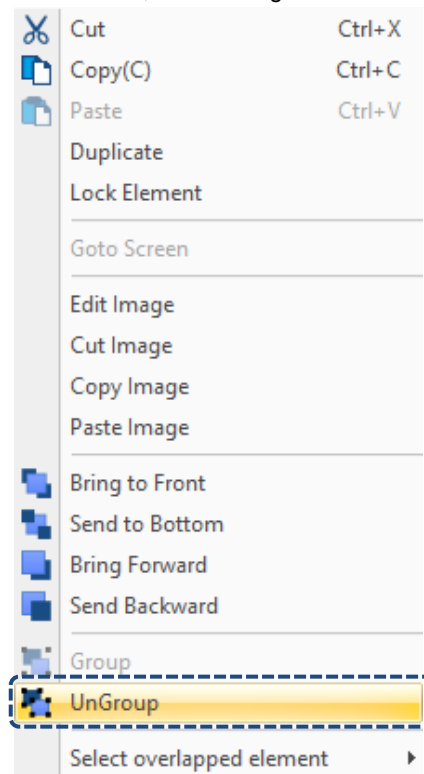 Cut Ctrl+X
Copy(C) Ctrl+C
Paste Ctrl+V
Duplicate
Lock Element
Goto Screen
Edit Image
Cut Image
Copy Image
Paste Image
Bring to Front
Send to Bottom
Bring Forward
Send Backward
Group
UnGroup
Select overlapped element